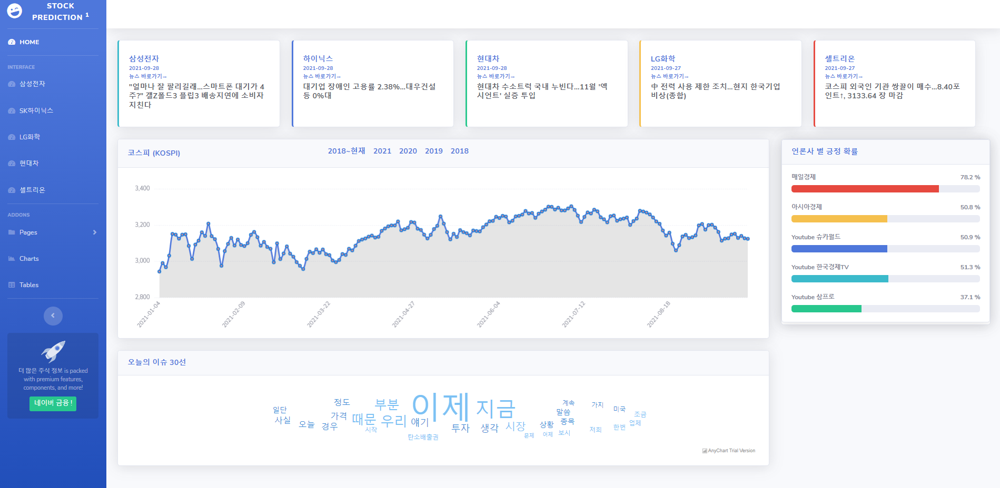 STOCK
PREDICTION 1
HOME
INTERFACE
삼성전자
SK하이닉스
LG화학
현대차
셀트리온
ADDONS
Pages
Charts
Tables
더 많은 주식 정보 is packed
with premium features,
components, and more!
네이버 금융 !
삼성전자
2021-09-28
뉴스 바로가기→
"얼마나 잘 팔리길래...스마트폰 대기가 4
주?" 갤Z폴드3 플립3 배송지연에 소비자
지친다
하이닉스
2021-09-28
뉴스 바로가기→
대기업 장애인 고용률 2.38%...대우건설
등 0%대
현대차
2021-09-28
뉴스 바로가기→
현대차 수소트럭 국내 누빈다...11월 '엑
시언트' 실증 투입
LG화학
2021-09-27
뉴스 바로가기→
中 전력 사용 제한 조치...현지 한국기업
비상(종합)
셀트리온
2021-09-27
뉴스 바로가기→
코스피 외국인 기관 쌍끌이 매수...8.40포
인트↑, 3133.64 장 마감
코스피 (KOSPI)
2018~현재 2021 2020 2019 2018
3,400
3,200
3,000
2,800
2021-01-04
2021-02-09
2021-03-22
2021-04-27
2021-06-04
2021-07-12
2021-08-18
언론사 별 긍정 확률
매일경제 78.2 %
아시아경제 50.8 %
Youtube 슈카월드 50.9 %
Youtube 한국경제TV 51.3 %
Youtube 삼프로 37.1 %
오늘의 이슈 30선
일단 정도 부분 이제 지금 계속 가지 미국 조금
사실 오늘 가격 경우 때문 우리 얘기 투자 생각 시장 상황 말씀 종목 업체
시작 탄소배출권 문제 어제 보시 저희 한번
AnyChart Trial Version